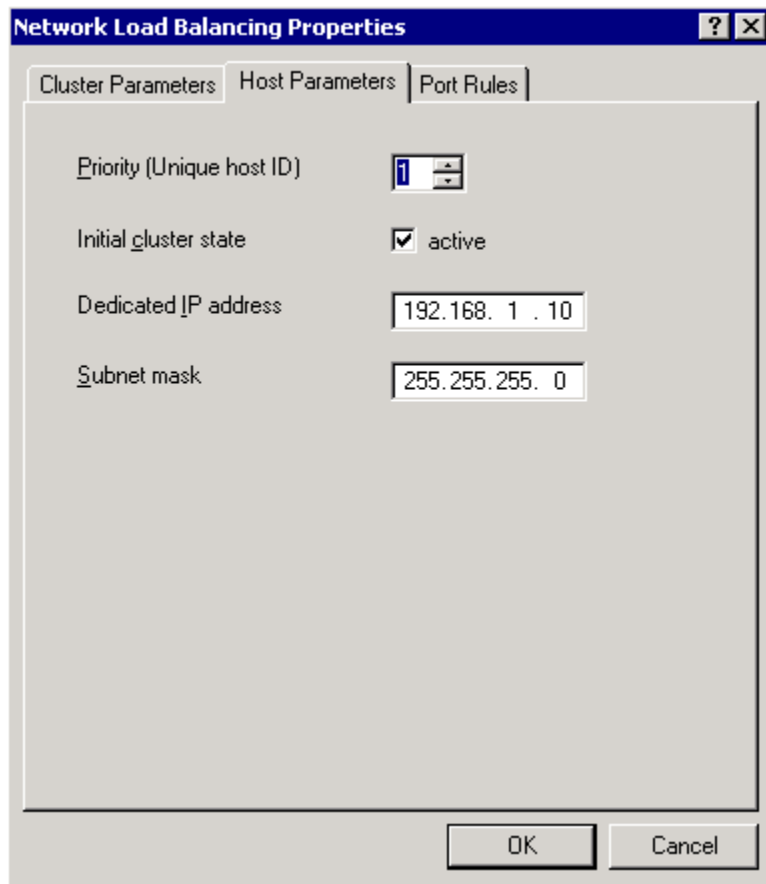 Network Load Balancing Properties
Cluster Parameters Host Parameters Port Rules
Priority (Unique host ID) 1
Initial cluster state active
Dedicated IP address 192.168. 1 . 10
Subnet mask 255.255.255. 0
OK Cancel